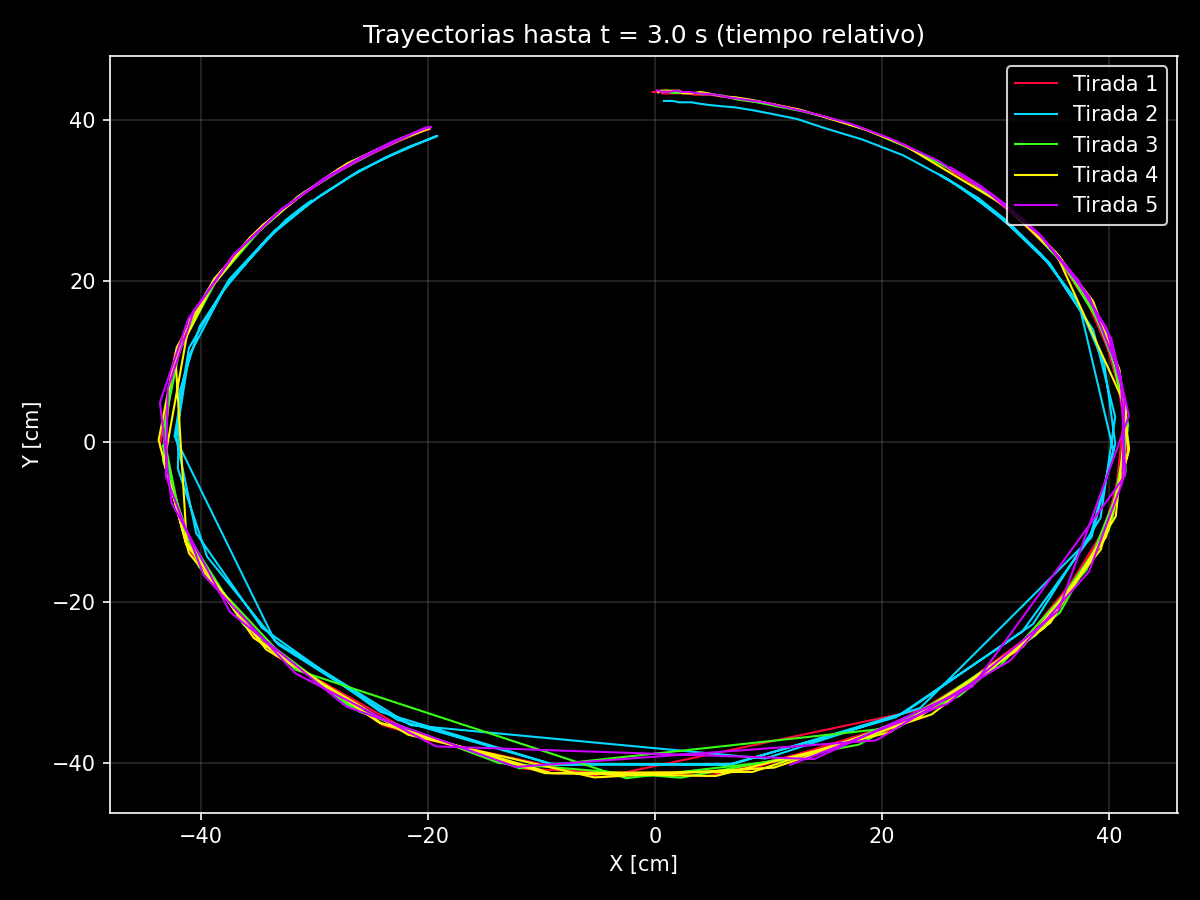 Trayectorias hasta t = 3.0 s (tiempo relativo)
Tirada 1
Tirada 2
Tirada 3
Tirada 4
Tirada 5
40
20
0
−20
−40
Y [cm]
−40
−20
0
20
40
X [cm]